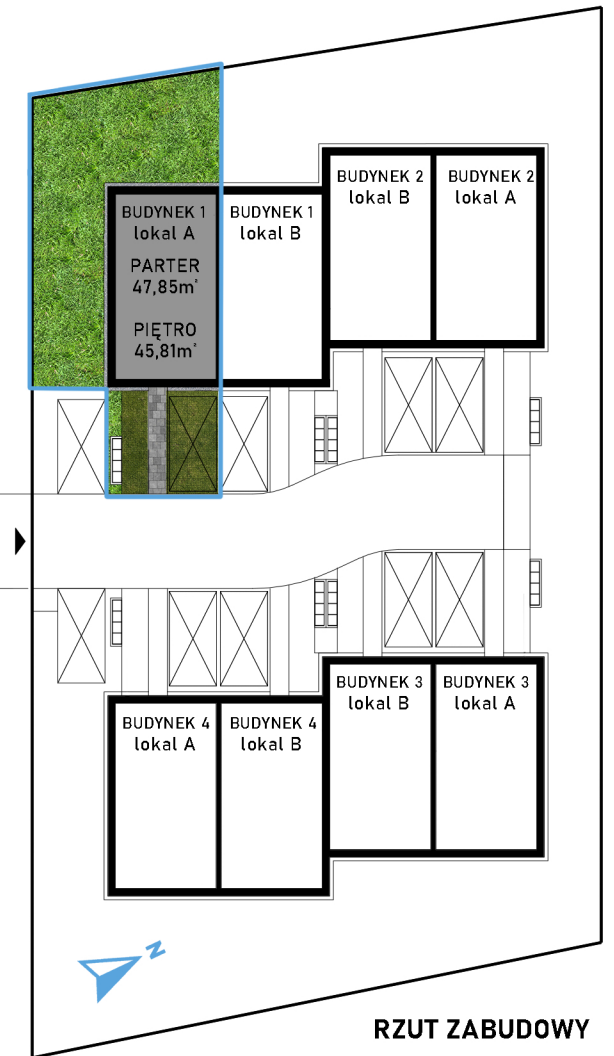 BUDYNEK 1
lokal A
PARTER
47,85m²
PIĘTRO
45,81m²
BUDYNEK 1
lokal B
BUDYNEK 2
lokal B
BUDYNEK 2
lokal A
BUDYNEK 4
lokal A
BUDYNEK 4
lokal B
BUDYNEK 3
lokal B
BUDYNEK 3
lokal A
N
RZUT ZABUDOWY